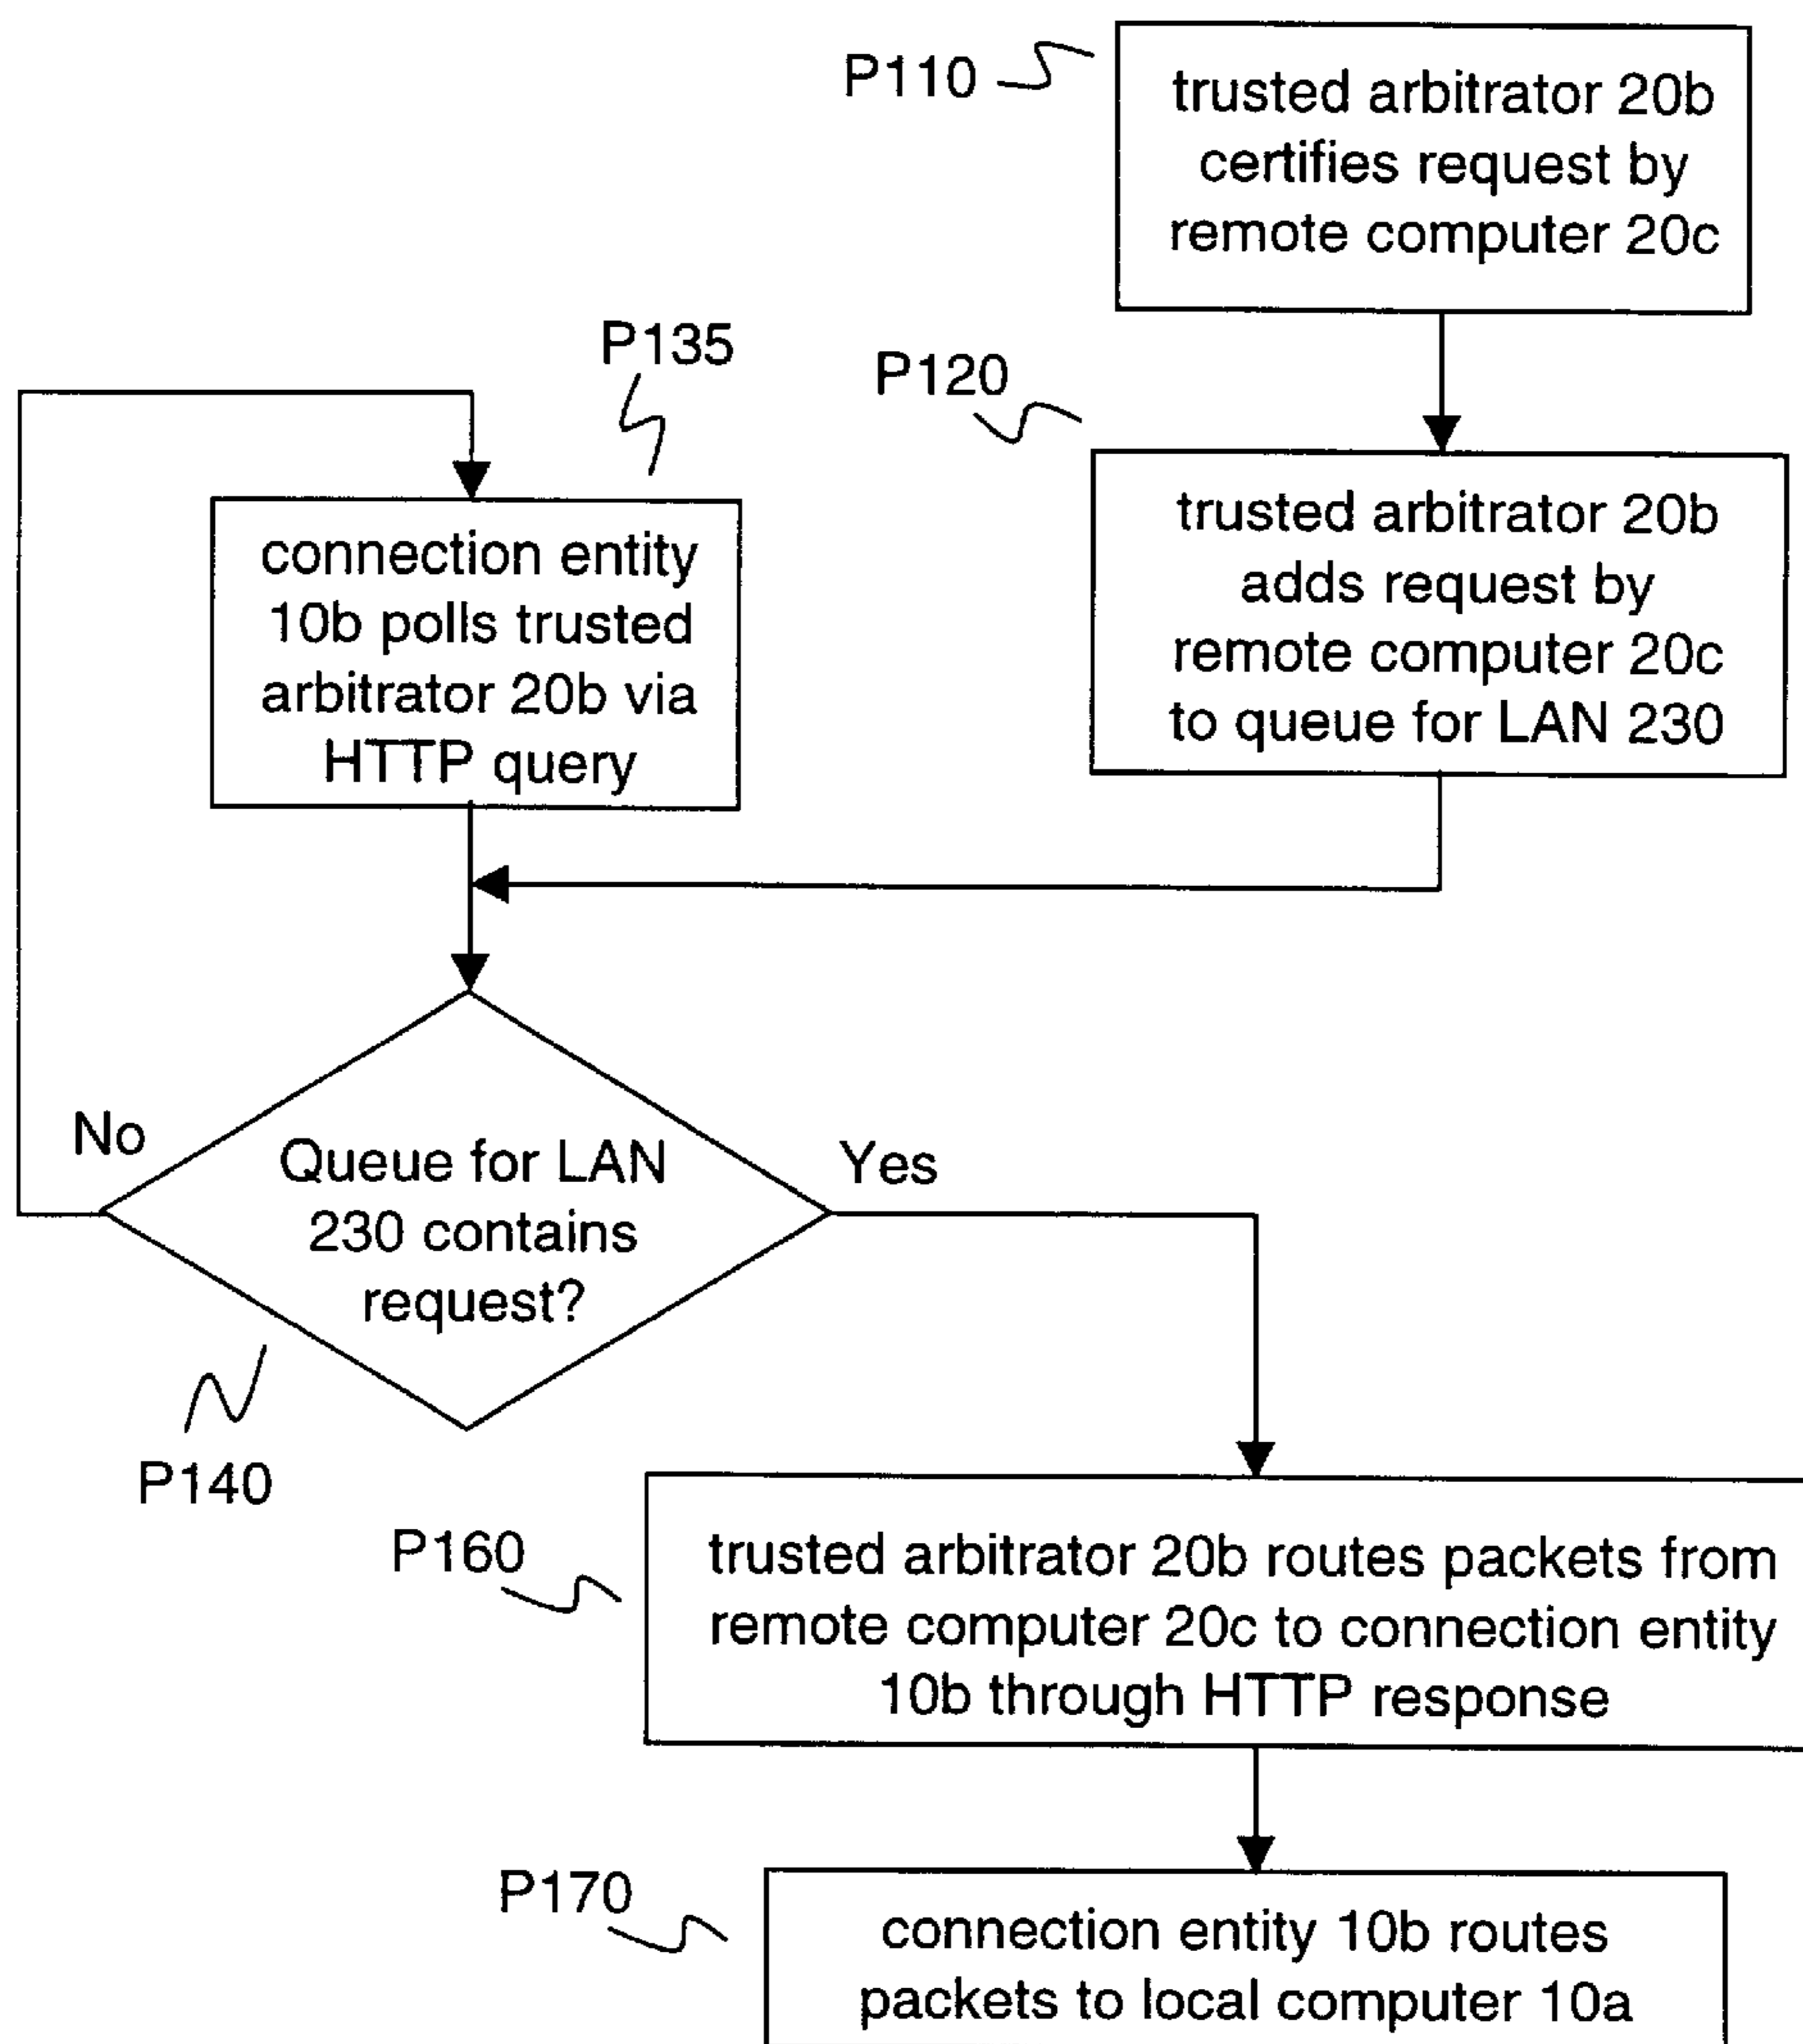 P110
trusted arbitrator 20b
certifies request by
remote computer 20c
P135
P120
connection entity
10b polls trusted
arbitrator 20b via
HTTP query
trusted arbitrator 20b
adds request by
remote computer 20c
to queue for LAN 230
No
Yes
Queue for LAN
230 contains
request?
P140
P160
trusted arbitrator 20b routes packets from
remote computer 20c to connection entity
10b through HTTP response
P170
connection entity 10b routes
packets to local computer 10a